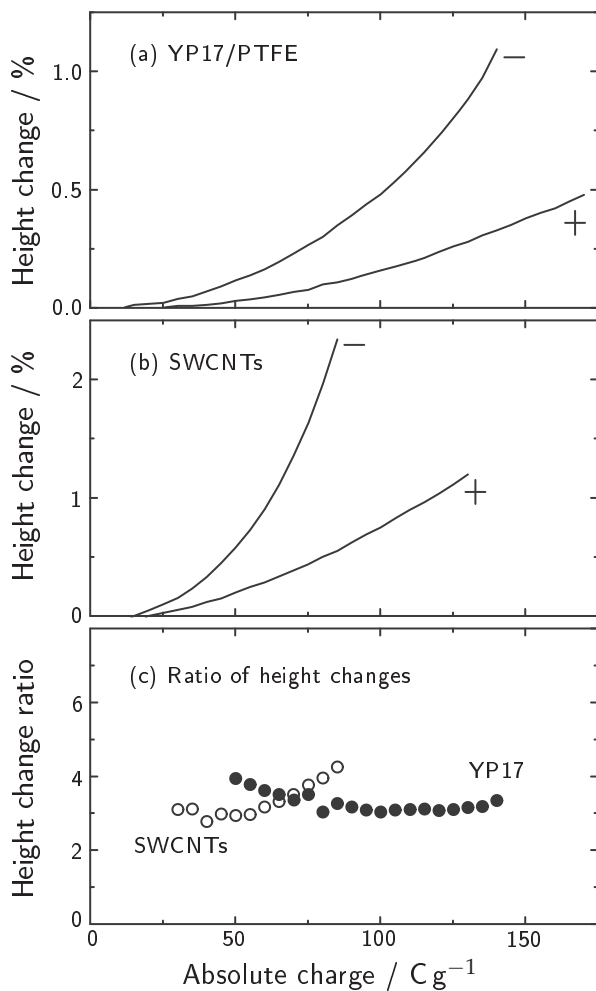 (a) YP17/PTFE
Height change / %
1.0
0.5
0.0
−
+
(b) SWCNTs
Height change / %
2
1
0
−
+
(c) Ratio of height changes
Height change ratio
6
4
2
0
YP17
SWCNTs
0 50 100 150
Absolute charge / C g⁻¹